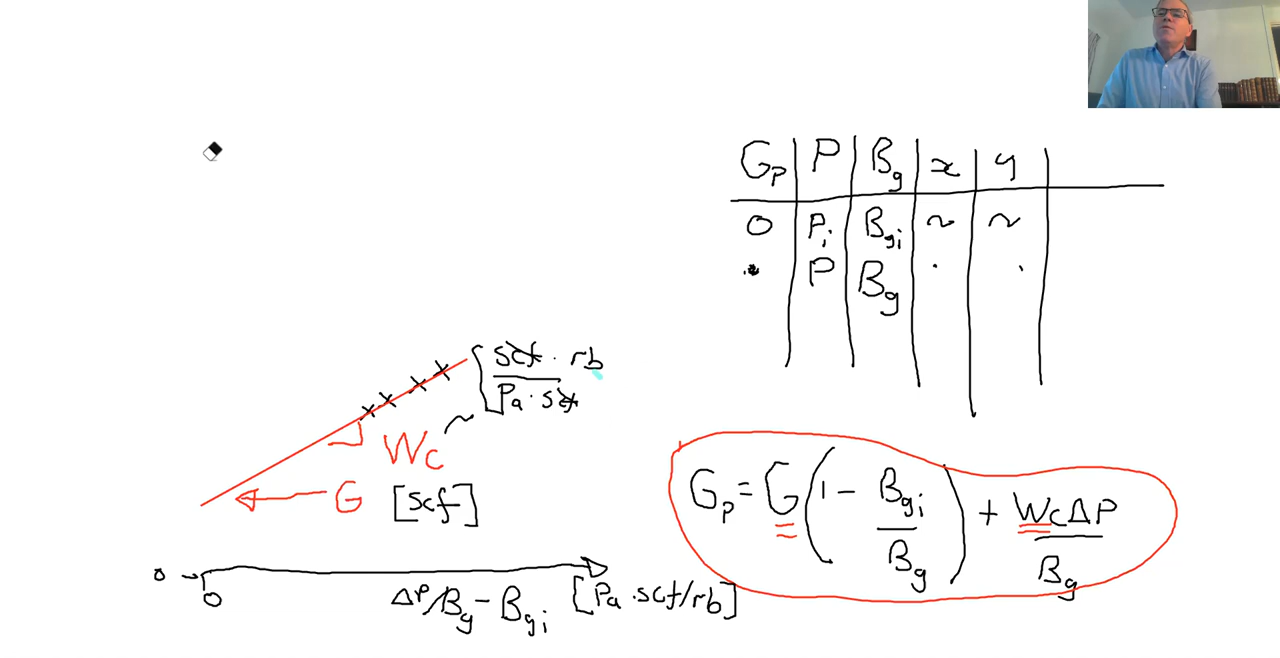 Gp | P | Bg | x | y
0 | Pi | Bgi | ~ | ~
. | P | Bg | . | .
scf . rb
Pa . scf
Wc ~
G [scf]
Gp = G(1 - Bgi/Bg) + WcΔP/Bg
0
0
ΔP/Bg - Bgi [Pa .scf/rb]